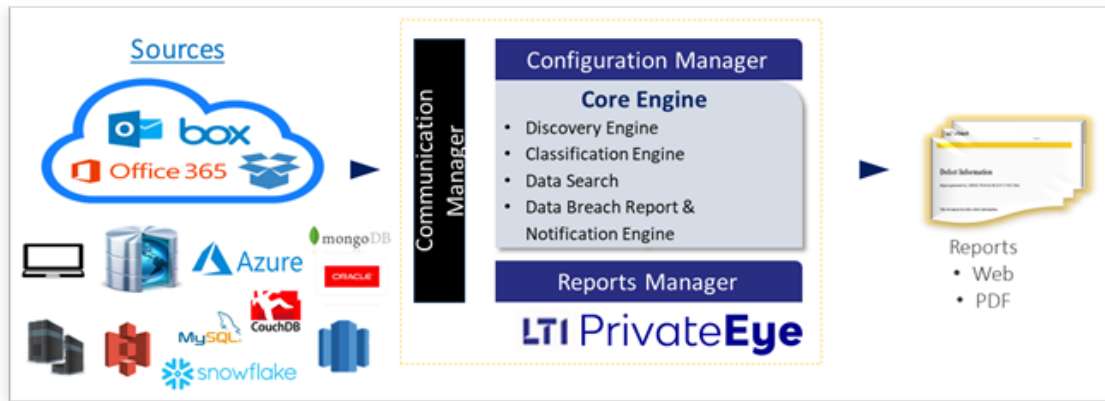 Sources
box
Office 365
mongoDB
Azure
ORACLE
CouchDB
MySQL
snowflake
Communication
Manager
Configuration Manager
Core Engine
• Discovery Engine
• Classification Engine
• Data Search
• Data Breach Report &
Notification Engine
Reports Manager
LTI PrivateEye
Defect Information
Reports
• Web
• PDF